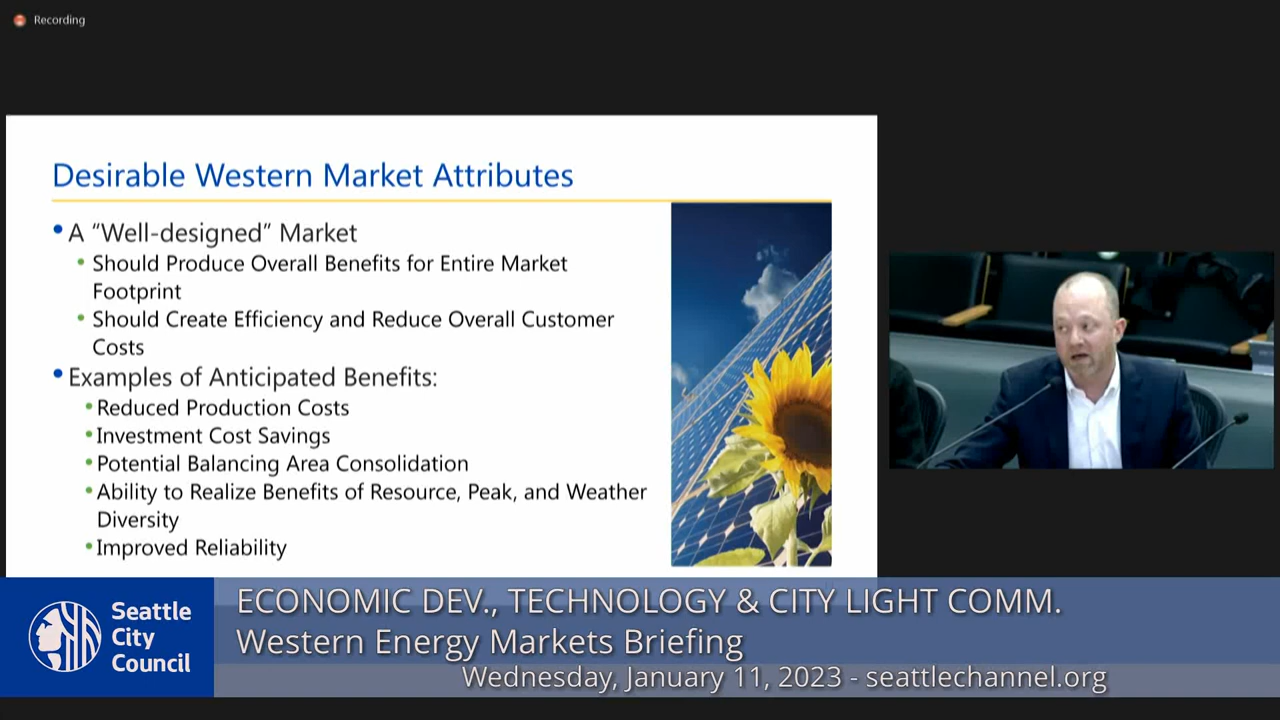 Recording
Desirable Western Market Attributes
• A “Well-designed” Market
• Should Produce Overall Benefits for Entire Market
Footprint
• Should Create Efficiency and Reduce Overall Customer
Costs
• Examples of Anticipated Benefits:
• Reduced Production Costs
• Investment Cost Savings
• Potential Balancing Area Consolidation
• Ability to Realize Benefits of Resource, Peak, and Weather
Diversity
• Improved Reliability
Seattle
City
Council
ECONOMIC DEV., TECHNOLOGY & CITY LIGHT COMM.
Western Energy Markets Briefing
Wednesday, January 11, 2023 - seattlechannel.org